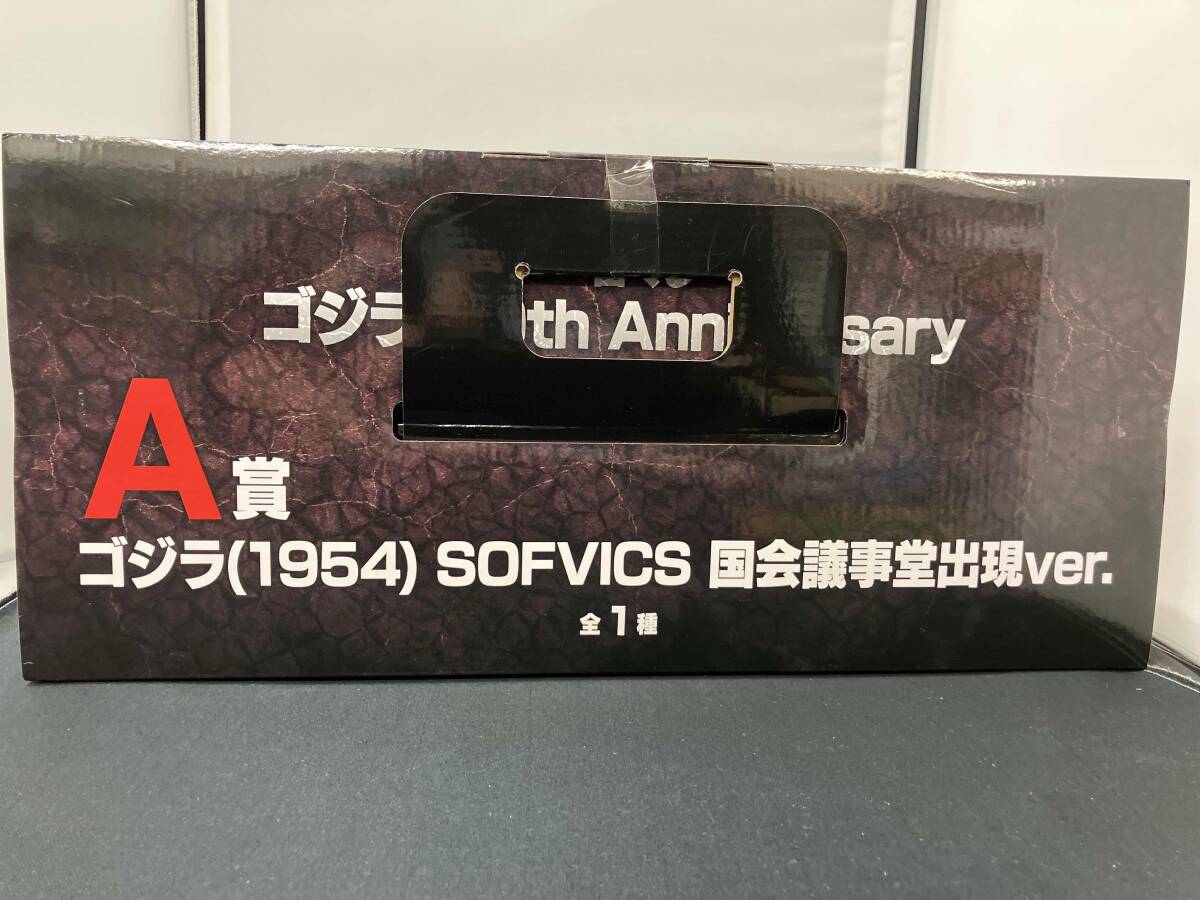 ゴジラ th Anni sary
A賞
ゴジラ(1954) SOFVICS 国会議事堂出現ver.
全1種